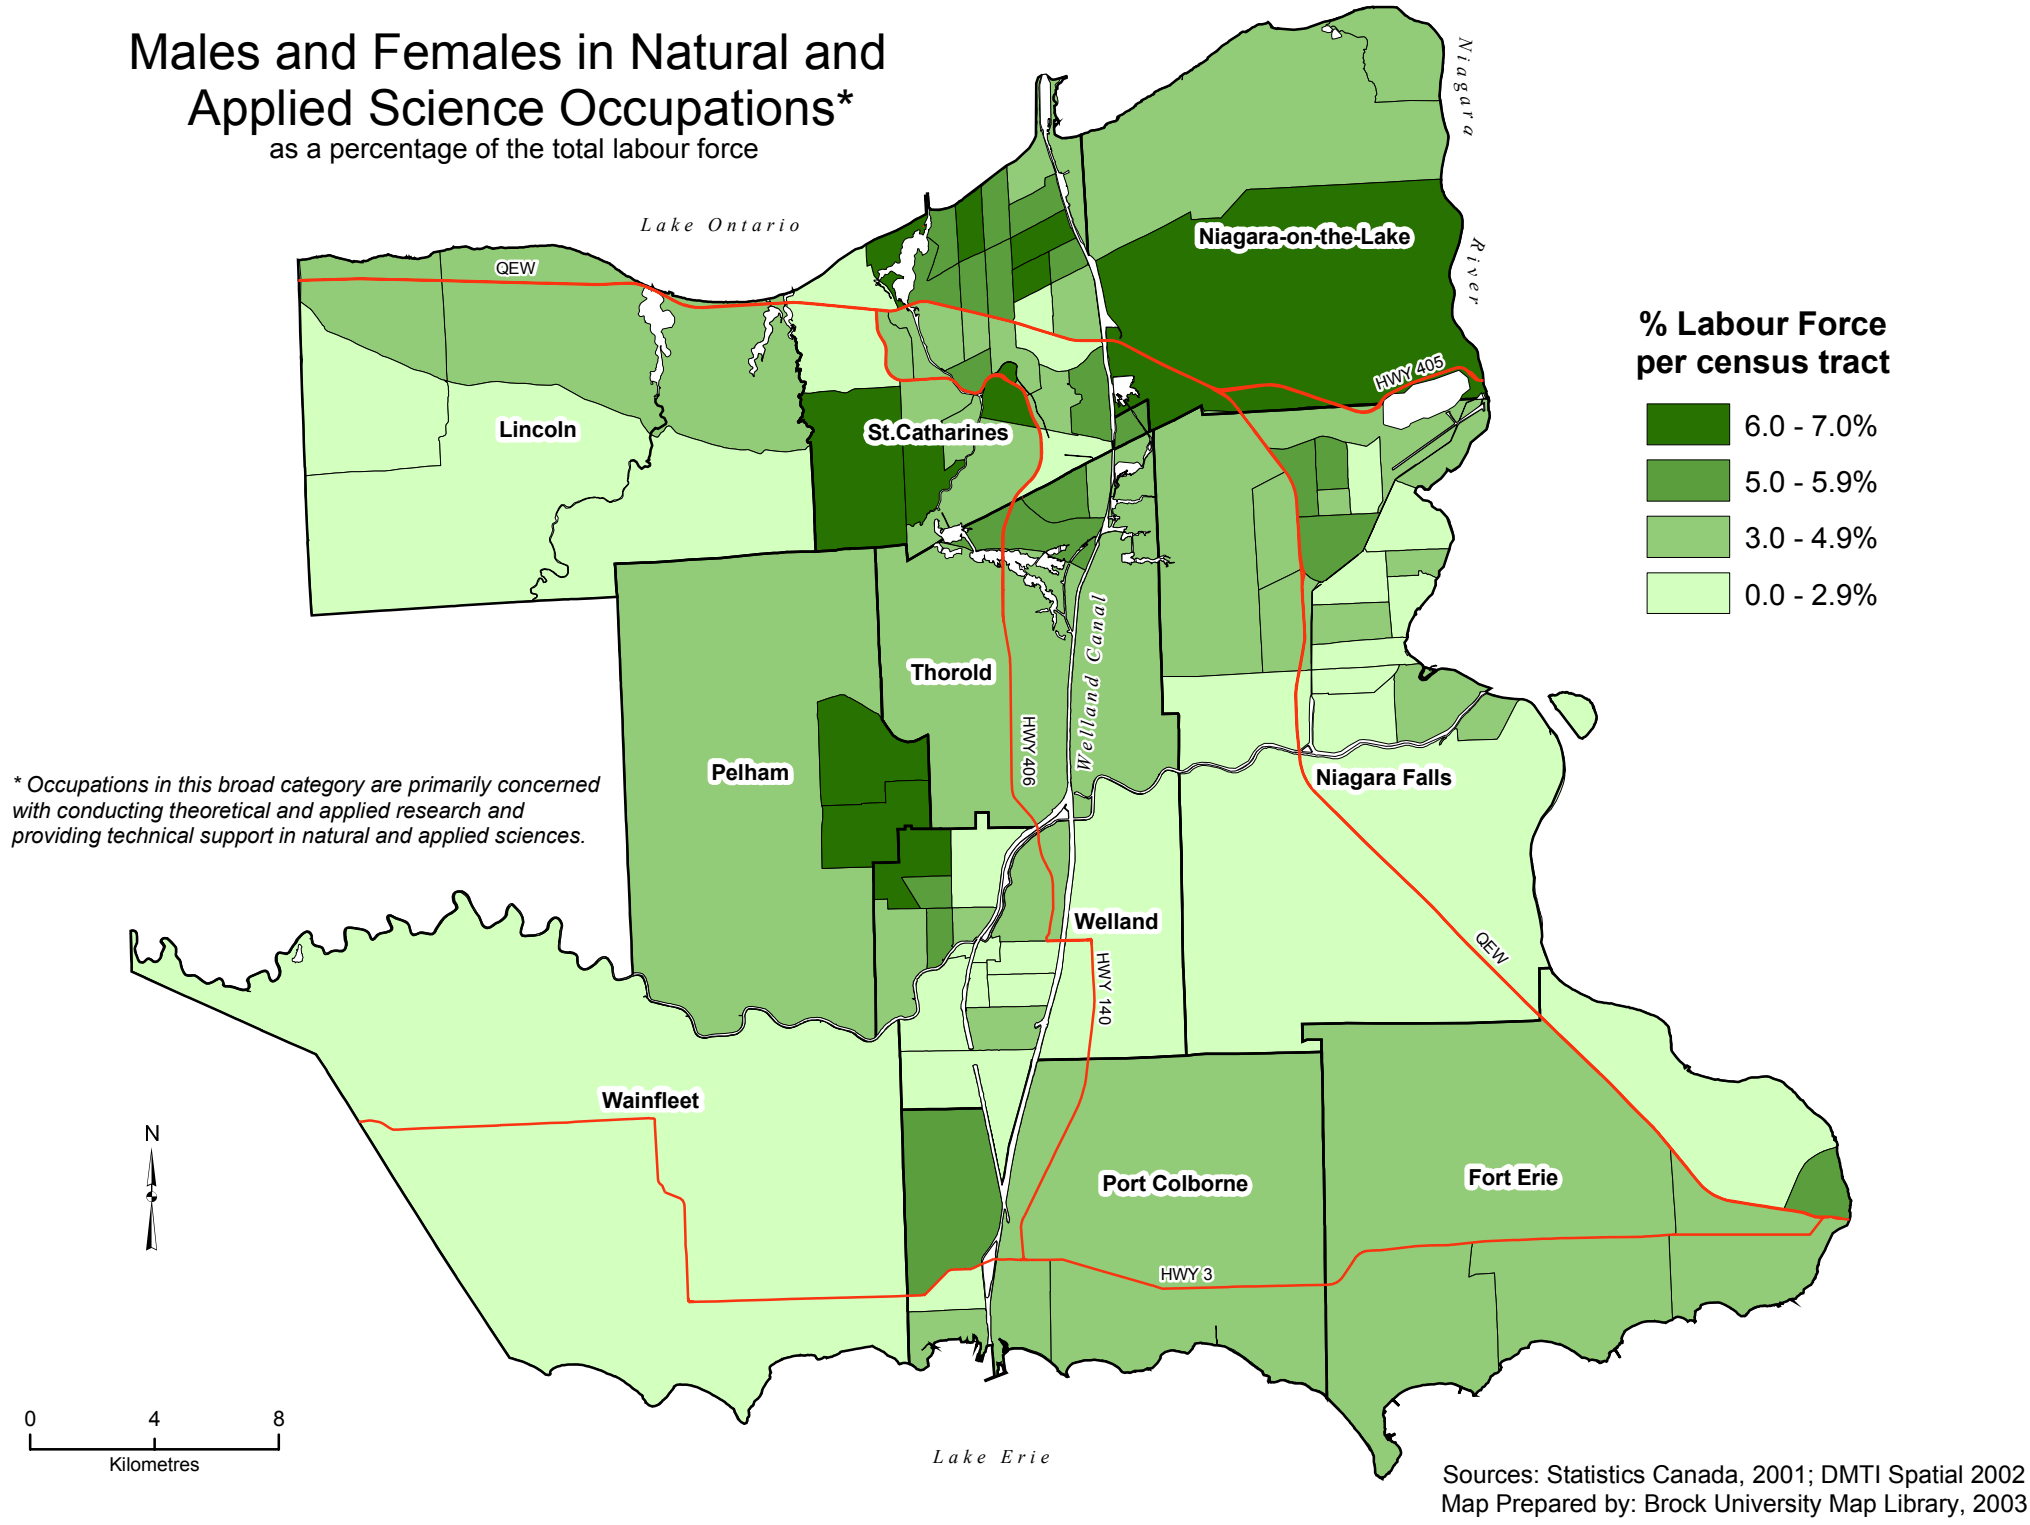 Males and Females in Natural and
Applied Science Occupations*
as a percentage of the total labour force
Niagara
River
Lake Ontario
QEW
Niagara-on-the-Lake
HWY 405
Lincoln
St.Catharines
% Labour Force
per census tract
6.0 - 7.0%
5.0 - 5.9%
3.0 - 4.9%
0.0 - 2.9%
Thorold
Welland Canal
HWY 406
Pelham
Niagara Falls
* Occupations in this broad category are primarily concerned
with conducting theoretical and applied research and
providing technical support in natural and applied sciences.
Welland
HWY 140
QEW
Wainfleet
N
Port Colborne
Fort Erie
HWY 3
0 4 8
Kilometres
Lake Erie
Sources: Statistics Canada, 2001; DMTI Spatial 2002
Map Prepared by: Brock University Map Library, 2003